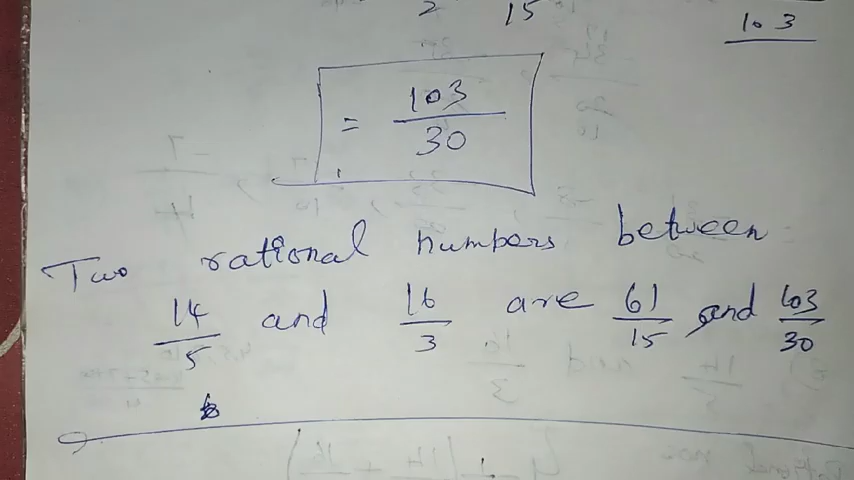 2 15
103
= 103/30
Two rational numbers between
14/5 and 16/3 are 61/15 and 103/30